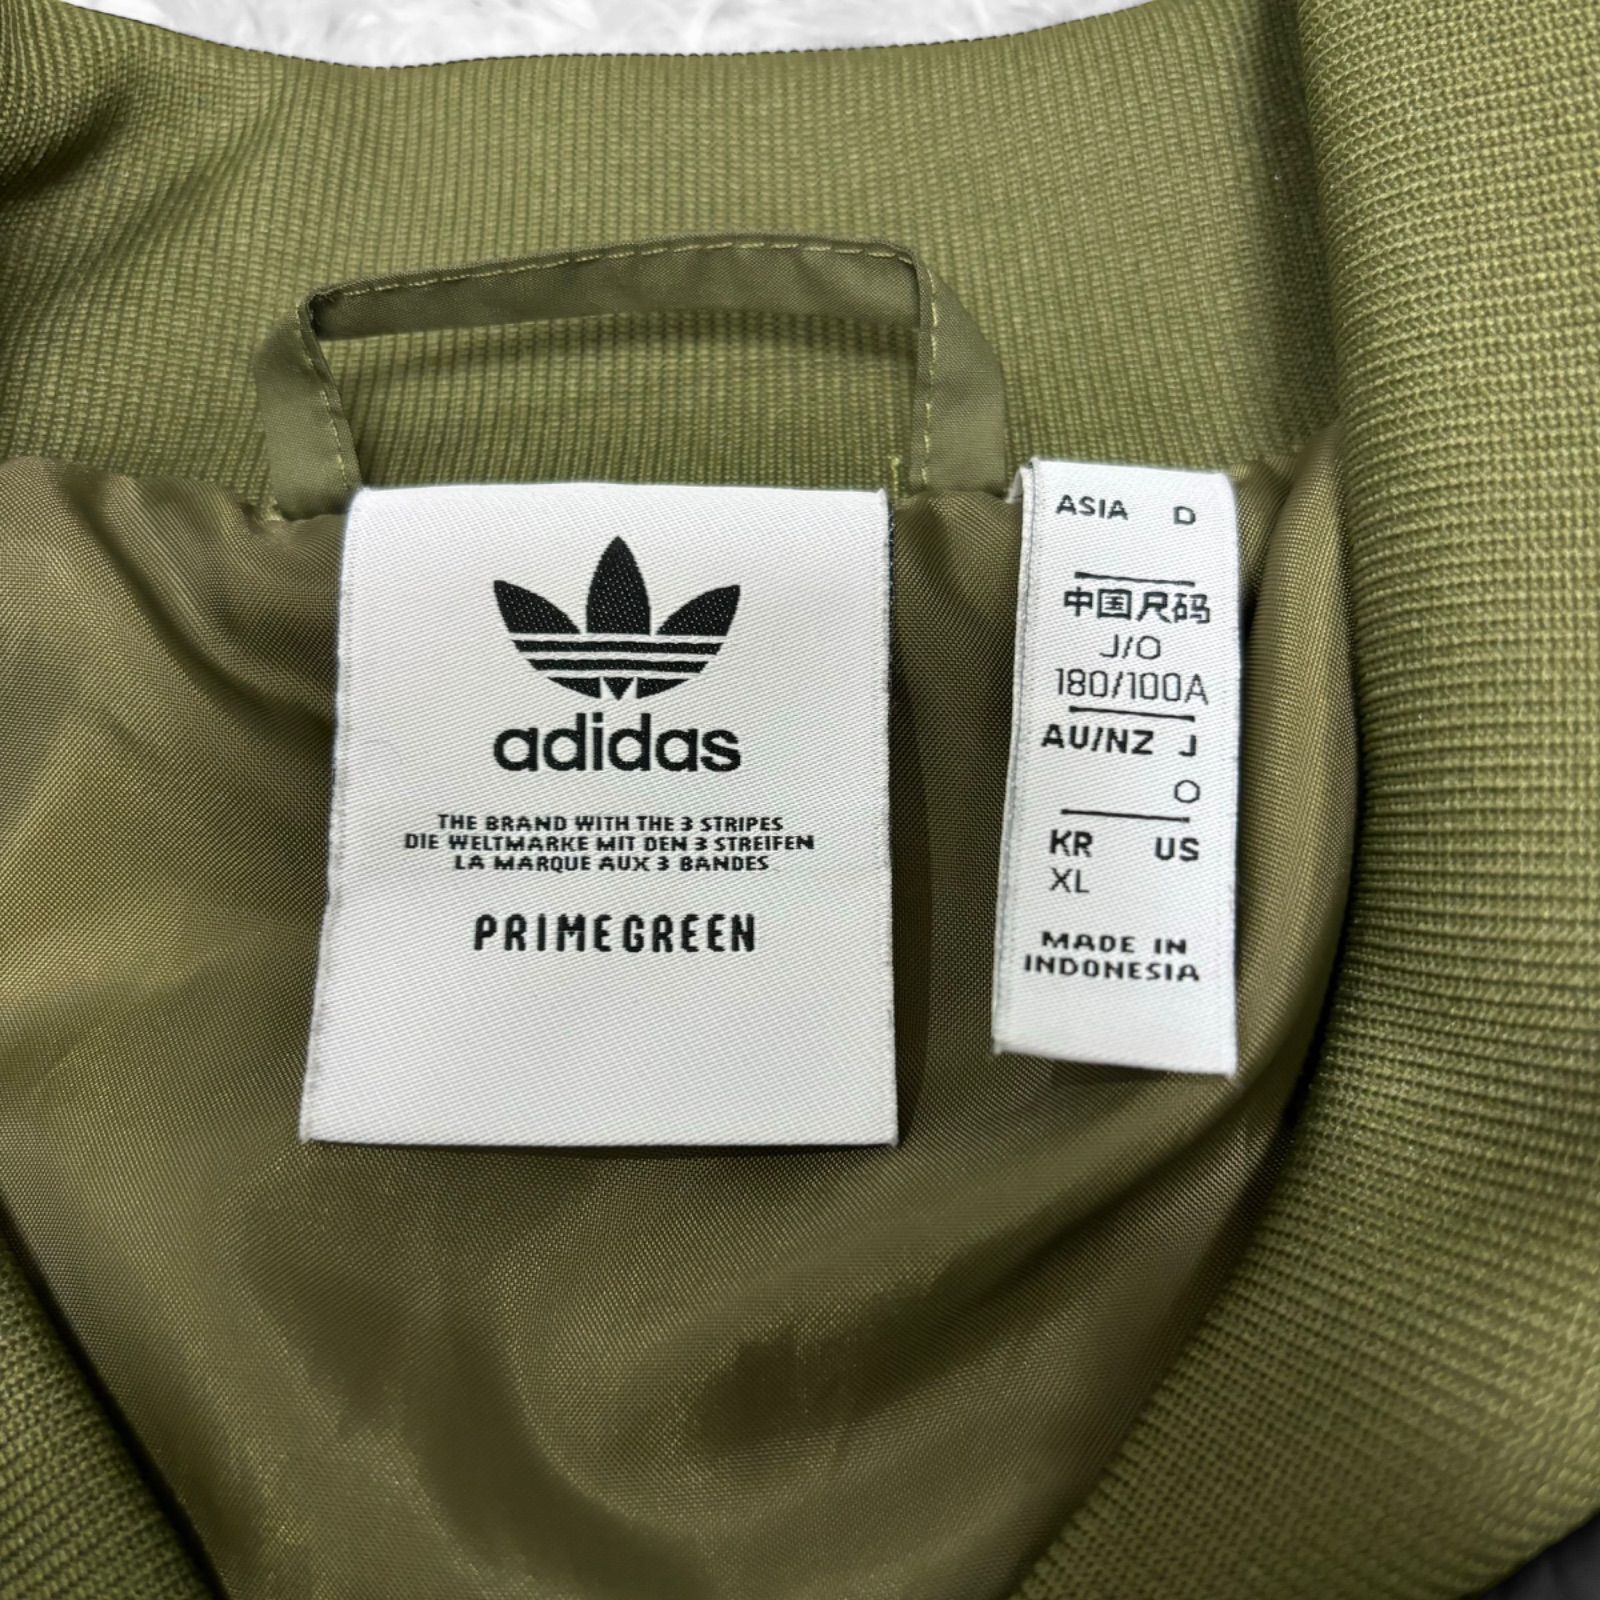 adidas
THE BRAND WITH THE 3 STRIPES
DIE WELTMARKE MIT DEN 3 STREIFEN
LA MARQUE AUX 3 BANDES
PRIMEGREEN
ASIA D
中国尺码
J/O
180/100A
AU/NZ J
O
KR US
XL
MADE IN
INDONESIA